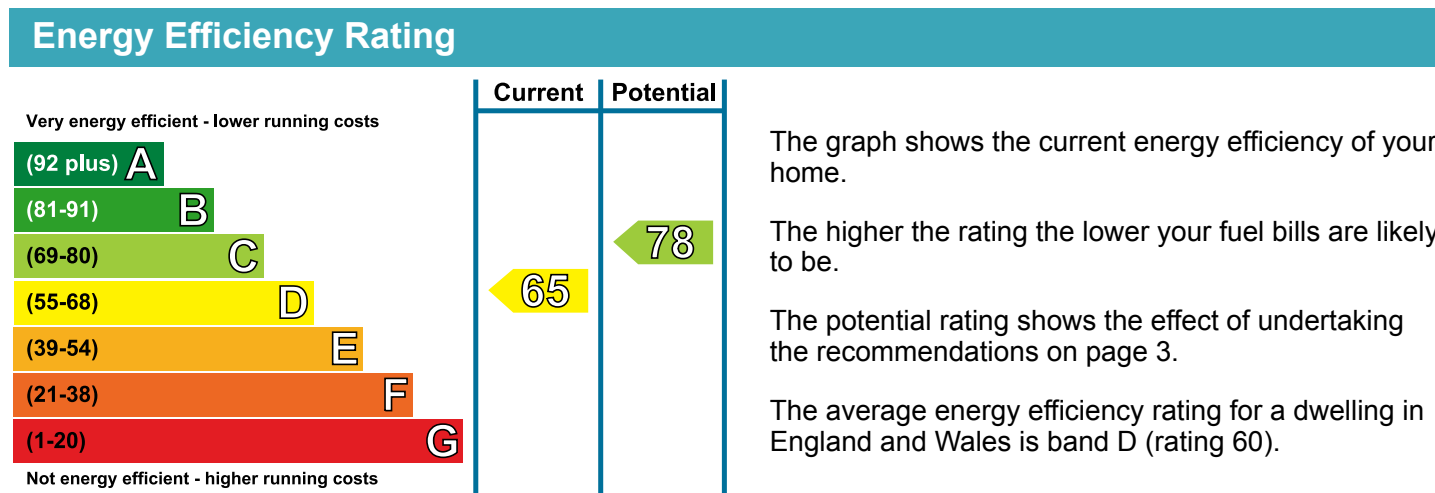 Energy Efficiency Rating
Current Potential
Very energy efficient - lower running costs
(92 plus) A
(81-91) B
(69-80) C
78
(55-68) D
65
(39-54) E
(21-38) F
(1-20) G
Not energy efficient - higher running costs
The graph shows the current energy efficiency of your
home.
The higher the rating the lower your fuel bills are likely
to be.
The potential rating shows the effect of undertaking
the recommendations on page 3.
The average energy efficiency rating for a dwelling in
England and Wales is band D (rating 60).